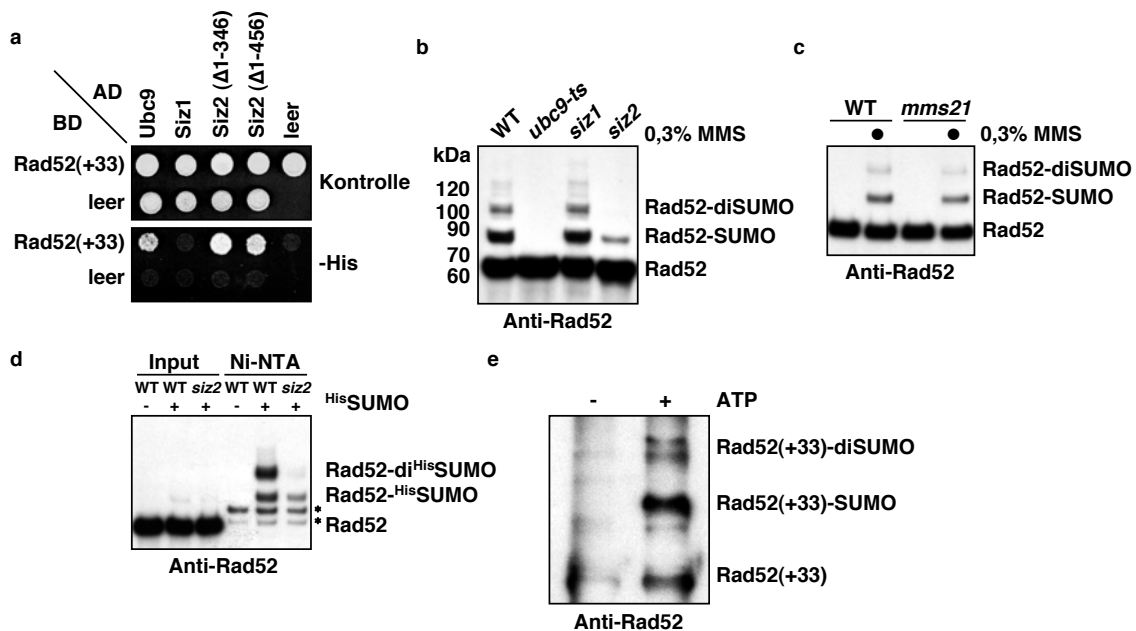 a
AD
BD
Ubc9
Siz1
Siz2 (Δ1-346)
Siz2 (Δ1-456)
leer
Rad52(+33)
leer
Kontrolle
Rad52(+33)
leer
-His
b
WT
ubc9-ts
siz1
siz2
0,3% MMS
kDa
120
100
90
70
60
Rad52-diSUMO
Rad52-SUMO
Rad52
Anti-Rad52
c
WT mms21
0,3% MMS
Rad52-diSUMO
Rad52-SUMO
Rad52
Anti-Rad52
d
Input Ni-NTA
WT WT siz2 WT WT siz2
- + + - + + HisSUMO
Rad52-diHisSUMO
Rad52-HisSUMO
*
* Rad52
Anti-Rad52
e
- + ATP
Rad52(+33)-diSUMO
Rad52(+33)-SUMO
Rad52(+33)
Anti-Rad52